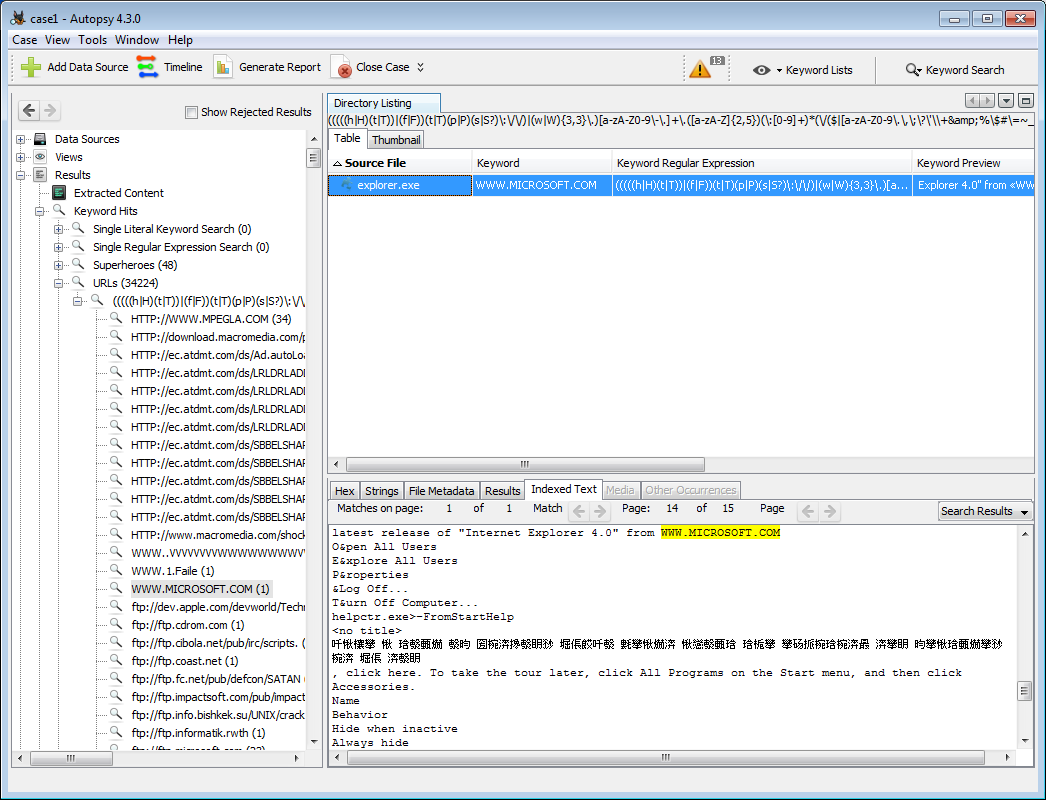 case1 - Autopsy 4.3.0
Case View Tools Window Help
Add Data Source
Timeline
Generate Report
Close Case
13
Keyword Lists
Keyword Search
Show Rejected Results
Data Sources
Views
Results
Extracted Content
Keyword Hits
Single Literal Keyword Search (0)
Single Regular Expression Search (0)
Superheroes (48)
URLs (34224)
(((((h|H)(t|T))|(f|F))(t|T)(p|P)(s|S?)\:\/\/
HTTP://WWW.MPEGLA.COM (34)
HTTP://download.macromedia.com/p
HTTP://ec.atdmt.com/ds/Ad.autoLoa
HTTP://ec.atdmt.com/ds/LRLDRLADI
HTTP://ec.atdmt.com/ds/LRLDRLADI
HTTP://ec.atdmt.com/ds/LRLDRLADI
HTTP://ec.atdmt.com/ds/LRLDRLADI
HTTP://ec.atdmt.com/ds/SBBELSHAR
HTTP://ec.atdmt.com/ds/SBBELSHAR
HTTP://ec.atdmt.com/ds/SBBELSHAR
HTTP://ec.atdmt.com/ds/SBBELSHAR
HTTP://ec.atdmt.com/ds/SBBELSHAR
HTTP://www.macromedia.com/shock
WWW.1.Faile (1)
WWW.MICROSOFT.COM (1)
ftp://dev.apple.com/devworld/Techn
ftp://ftp.cdrom.com (1)
ftp://ftp.cibola.net/pub/irc/scripts. (
ftp://ftp.coast.net (1)
ftp://ftp.fc.net/pub/defcon/SATAN (
ftp://ftp.impactsoft.com/pub/impact
ftp://ftp.info.bishkek.su/UNIX/crack
ftp://ftp.informatik.rwth (1)
Directory Listing
(((((h|H)(t|T))|(f|F))(t|T)(p|P)(s|S?)\:\/\/)|(w|W){3,3}\.)[a-zA-Z0-9\-\.]+\.([a-zA-Z]{2,5})(\:[0-9]+)*(\/($|[a-zA-Z0-9\.\,\;\?\'\\\+&amp;%\$#\=~_
Table Thumbnail
Source File Keyword Keyword Regular Expression Keyword Preview
explorer.exe WWW.MICROSOFT.COM (((((h|H)(t|T))|(f|F))(t|T)(p|P)(s|S?)\:\/\/)|(w|W){3,3}\.)[a... Explorer 4.0" from «WW
Hex Strings File Metadata Results Indexed Text Media Other Occurrences
Matches on page: 1 of 1 Match Page: 14 of 15 Page
Search Results
latest release of "Internet Explorer 4.0" from WWW.MICROSOFT.COM
O&pen All Users
E&xplore All Users
P&roperties
&Log Off...
T&urn Off Computer...
helpctr.exe>-FromStartHelp
<no title>
, click here. To take the tour later, click All Programs on the Start menu, and then click
Accessories.
Name
Behavior
Hide when inactive
Always hide